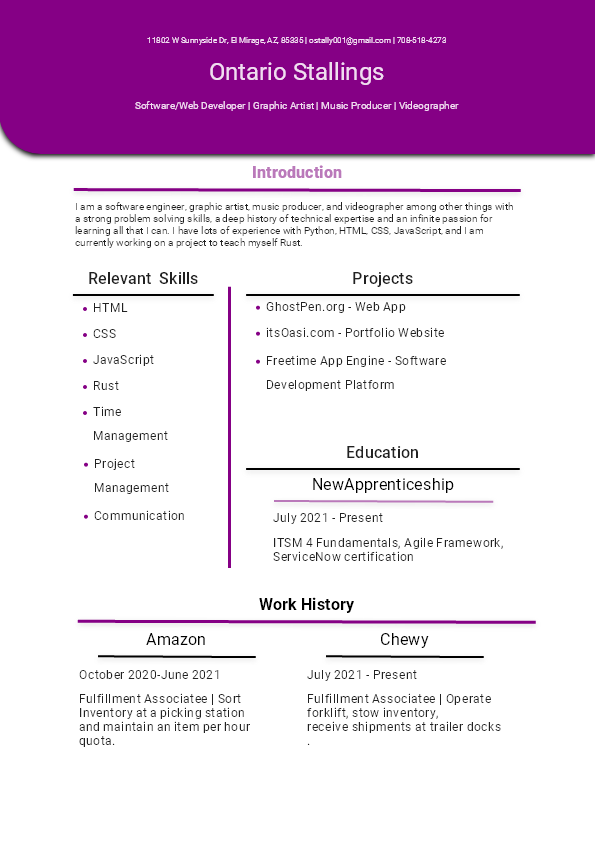 11802 W Sunnyside Dr, El Mirage, AZ, 85335 | ostally001@gmail.com | 708-518-4273
Ontario Stallings
Software/Web Developer | Graphic Artist | Music Producer | Videographer
Introduction
I am a software engineer, graphic artist, music producer, and videographer among other things with
a strong problem solving skills, a deep history of technical expertise and an infinite passion for
learning all that I can. I have lots of experience with Python, HTML, CSS, JavaScript, and I am
currently working on a project to teach myself Rust.
Relevant Skills
• HTML
• CSS
• JavaScript
• Rust
• Time
Management
• Project
Management
• Communication
Projects
• GhostPen.org - Web App
• itsOasi.com - Portfolio Website
• Freetime App Engine - Software
Development Platform
Education
NewApprenticeship
July 2021 - Present
ITSM 4 Fundamentals, Agile Framework,
ServiceNow certification
Work History
Amazon
October 2020-June 2021
Fulfillment Associatee | Sort
Inventory at a picking station
and maintain an item per hour
quota.
Chewy
July 2021 - Present
Fulfillment Associatee | Operate
forklift, stow inventory,
receive shipments at trailer docks
.